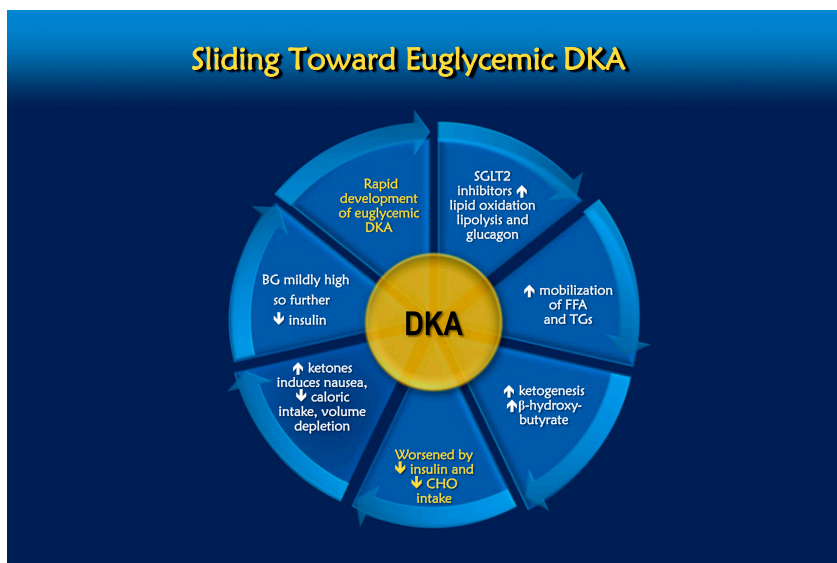 Sliding Toward Euglycemic DKA
SGLT2
inhibitors ↑
lipid oxidation
lipolysis and
glucagon
↑ mobilization
of FFA
and TGs
↑ ketogenesis
↑β-hydroxy-
butyrate
Worsened by
↓ insulin and
↓ CHO
intake
↑ ketones
induces nausea,
↓ caloric
intake, volume
depletion
BG mildly high
so further
↓ insulin
Rapid
development
of euglycemic
DKA
DKA